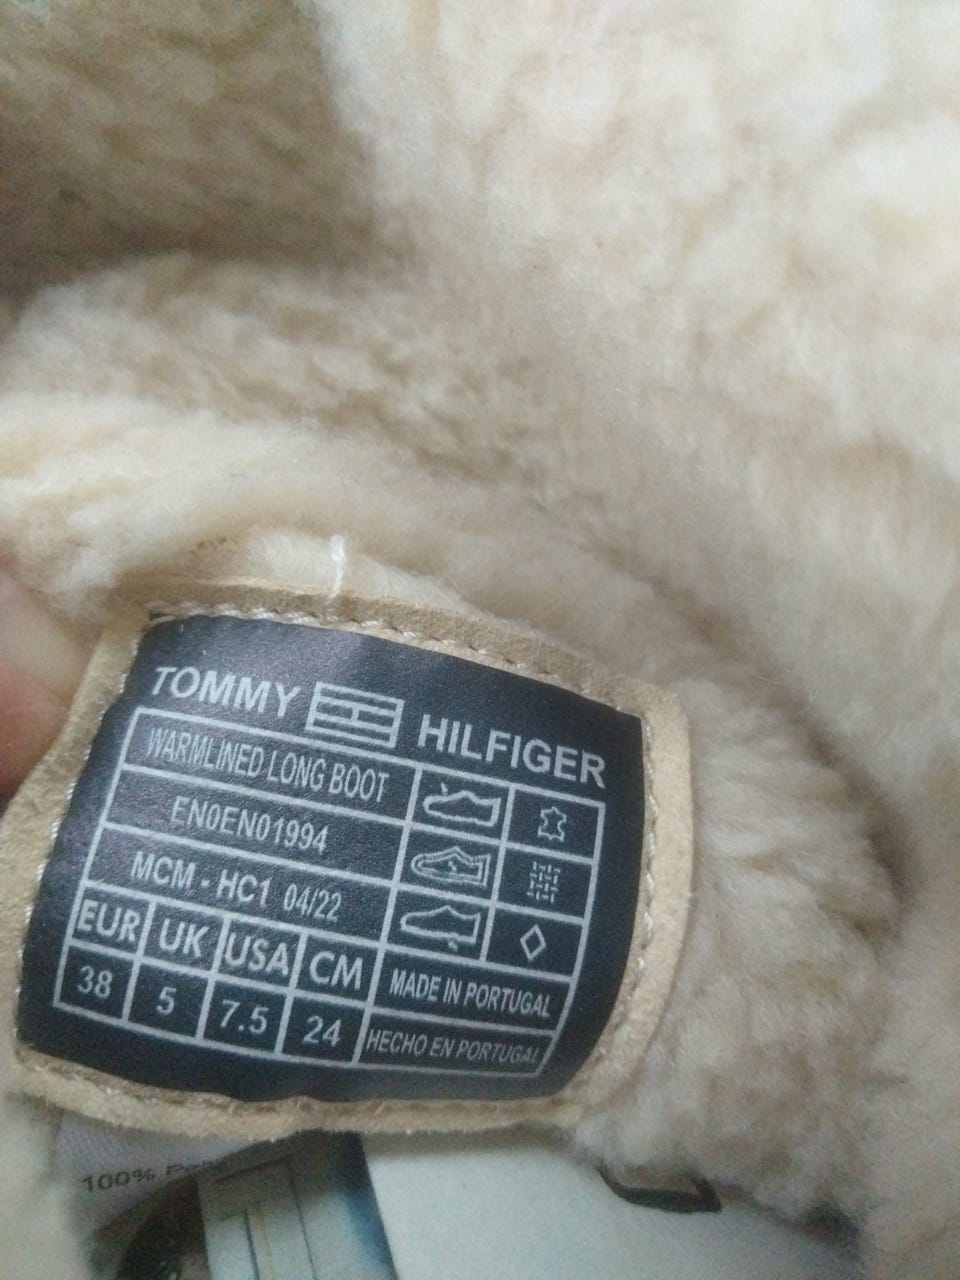 TOMMY HILFIGER
WARMLINED LONG BOOT
EN0EN01994
MCM - HC1 04/22
EUR UK USA CM
38 5 7.5 24
MADE IN PORTUGAL
HECHO EN PORTUGAL
100%